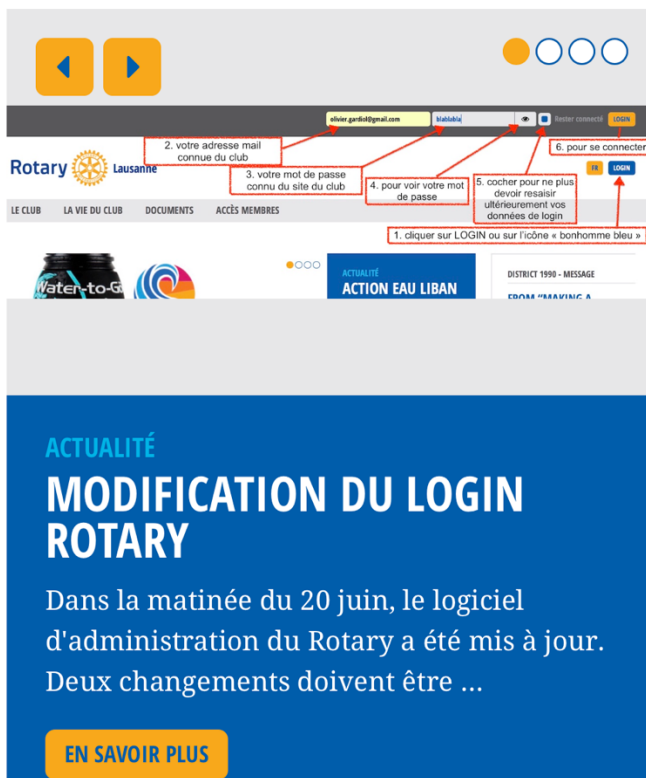 olivier.gardiol@gmail.com
blablabla
Rester connecté
LOGIN
2. votre adresse mail
connue du club
3. votre mot de passe
connu du site du club
4. pour voir votre mot
de passe
5. cocher pour ne plus
devoir resaisir
ultérieurement vos
données de login
6. pour se connecter
Rotary
Lausanne
FR
LOGIN
1. cliquer sur LOGIN ou sur l'icône « bonhomme bleu »
LE CLUB
LA VIE DU CLUB
DOCUMENTS
ACCÈS MEMBRES
Water-to-G
ACTUALITÉ
ACTION EAU LIBAN
DISTRICT 1990 - MESSAGE
FROM "MAKING A
ACTUALITÉ
MODIFICATION DU LOGIN
ROTARY
Dans la matinée du 20 juin, le logiciel
d'administration du Rotary a été mis à jour.
Deux changements doivent être ...
EN SAVOIR PLUS